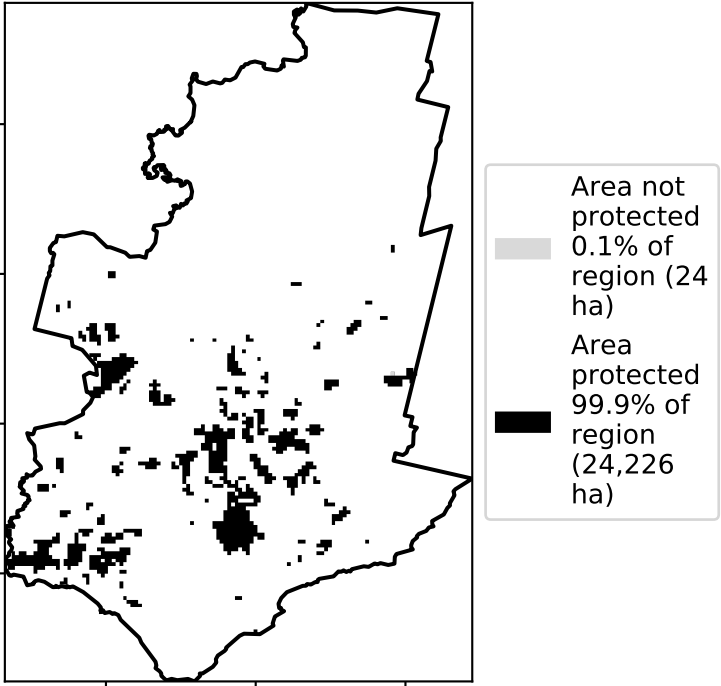 Area not
protected
0.1% of
region (24
ha)
Area
protected
99.9% of
region
(24,226
ha)